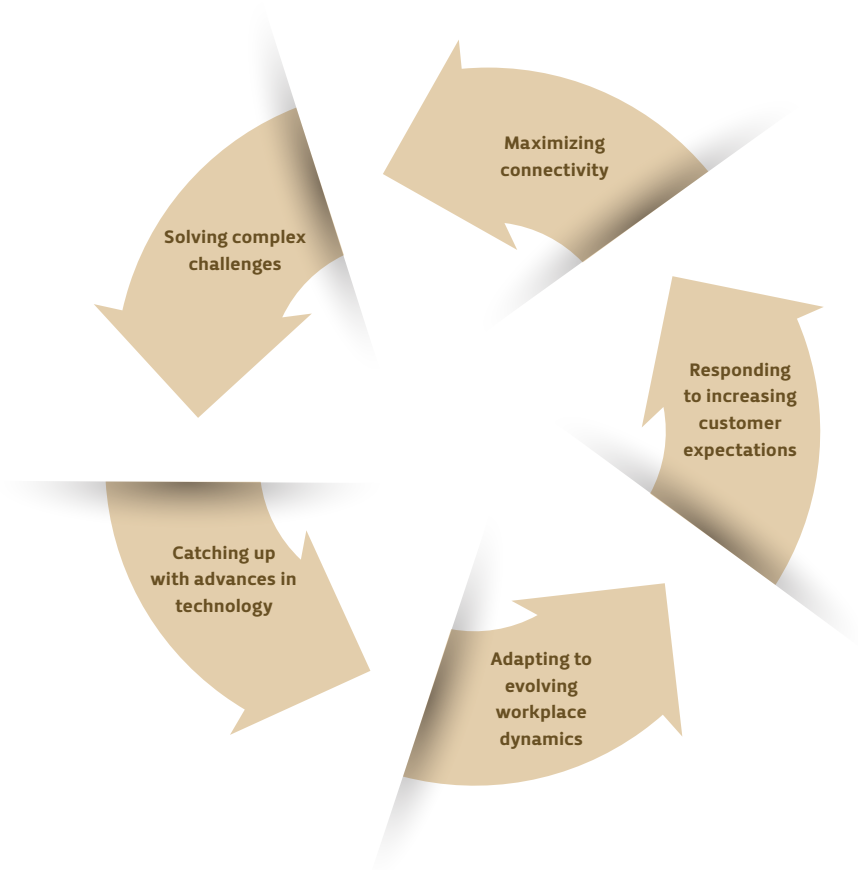 Maximizing
connectivity
Solving complex
challenges
Responding
to increasing
customer
expectations
Catching up
with advances in
technology
Adapting to
evolving
workplace
dynamics